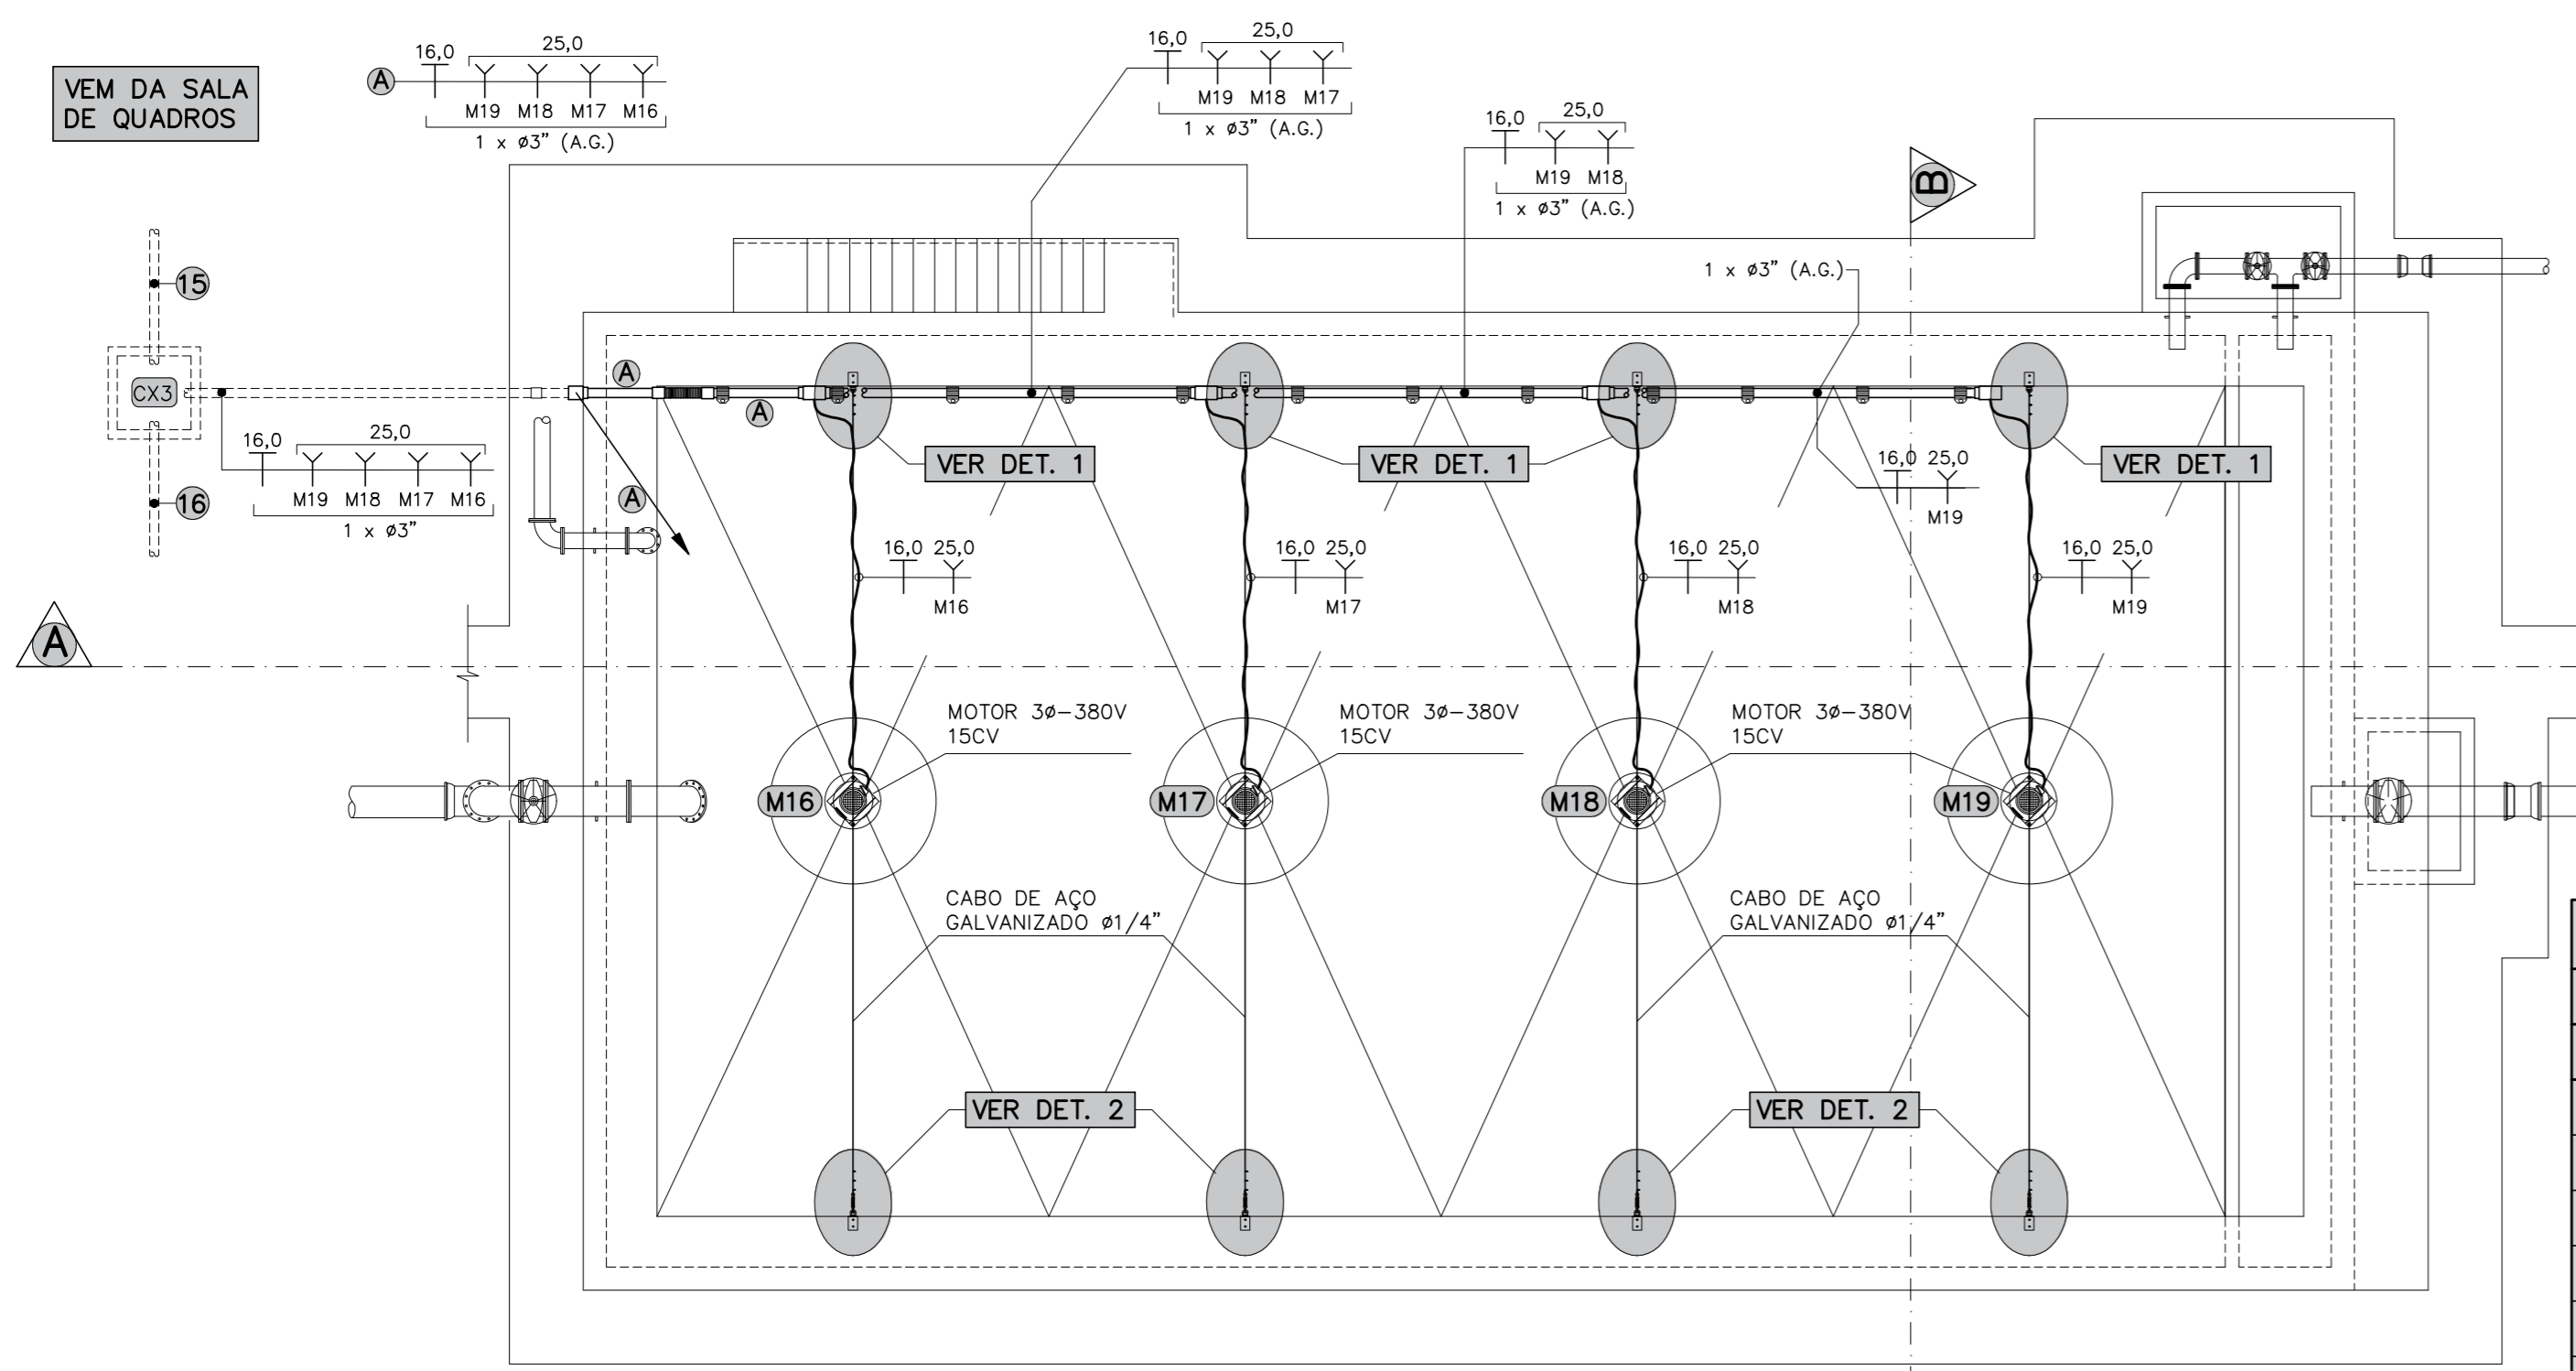 VEM DA SALA
DE QUADROS
A
16,0
25,0
M19 M18 M17 M16
1 x ø3” (A.G.)
16,0
25,0
M19 M18 M17
1 x ø3” (A.G.)
16,0
25,0
M19 M18
1 x ø3” (A.G.)
B
15
1 x ø3” (A.G.)
CX3
A
A
16,0
25,0
M19 M18 M17 M16
1 x ø3”
16
A
VER DET. 1
VER DET. 1
VER DET. 1
16,0 25,0
M19
16,0 25,0
M16
16,0 25,0
M17
16,0 25,0
M18
16,0 25,0
M19
A
MOTOR 3ø–380V
15CV
MOTOR 3ø–380V
15CV
MOTOR 3ø–380V
15CV
M16
M17
M18
M19
CABO DE AÇO
GALVANIZADO ø1/4”
CABO DE AÇO
GALVANIZADO ø1/4”
VER DET. 2
VER DET. 2